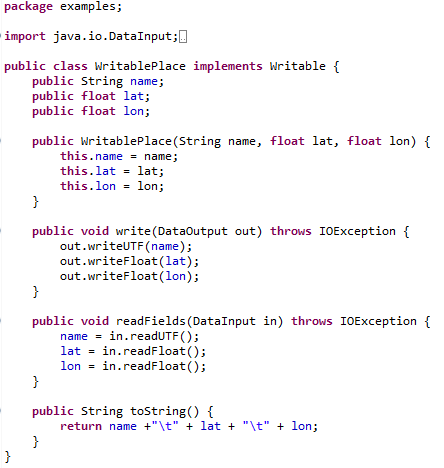 package examples;
import java.io.DataInput;
public class WritablePlace implements Writable {
public String name;
public float lat;
public float lon;
public WritablePlace(String name, float lat, float lon) {
this.name = name;
this.lat = lat;
this.lon = lon;
}
public void write(DataOutput out) throws IOException {
out.writeUTF(name);
out.writeFloat(lat);
out.writeFloat(lon);
}
public void readFields(DataInput in) throws IOException {
name = in.readUTF();
lat = in.readFloat();
lon = in.readFloat();
}
public String toString() {
return name +"\t" + lat + "\t" + lon;
}
}